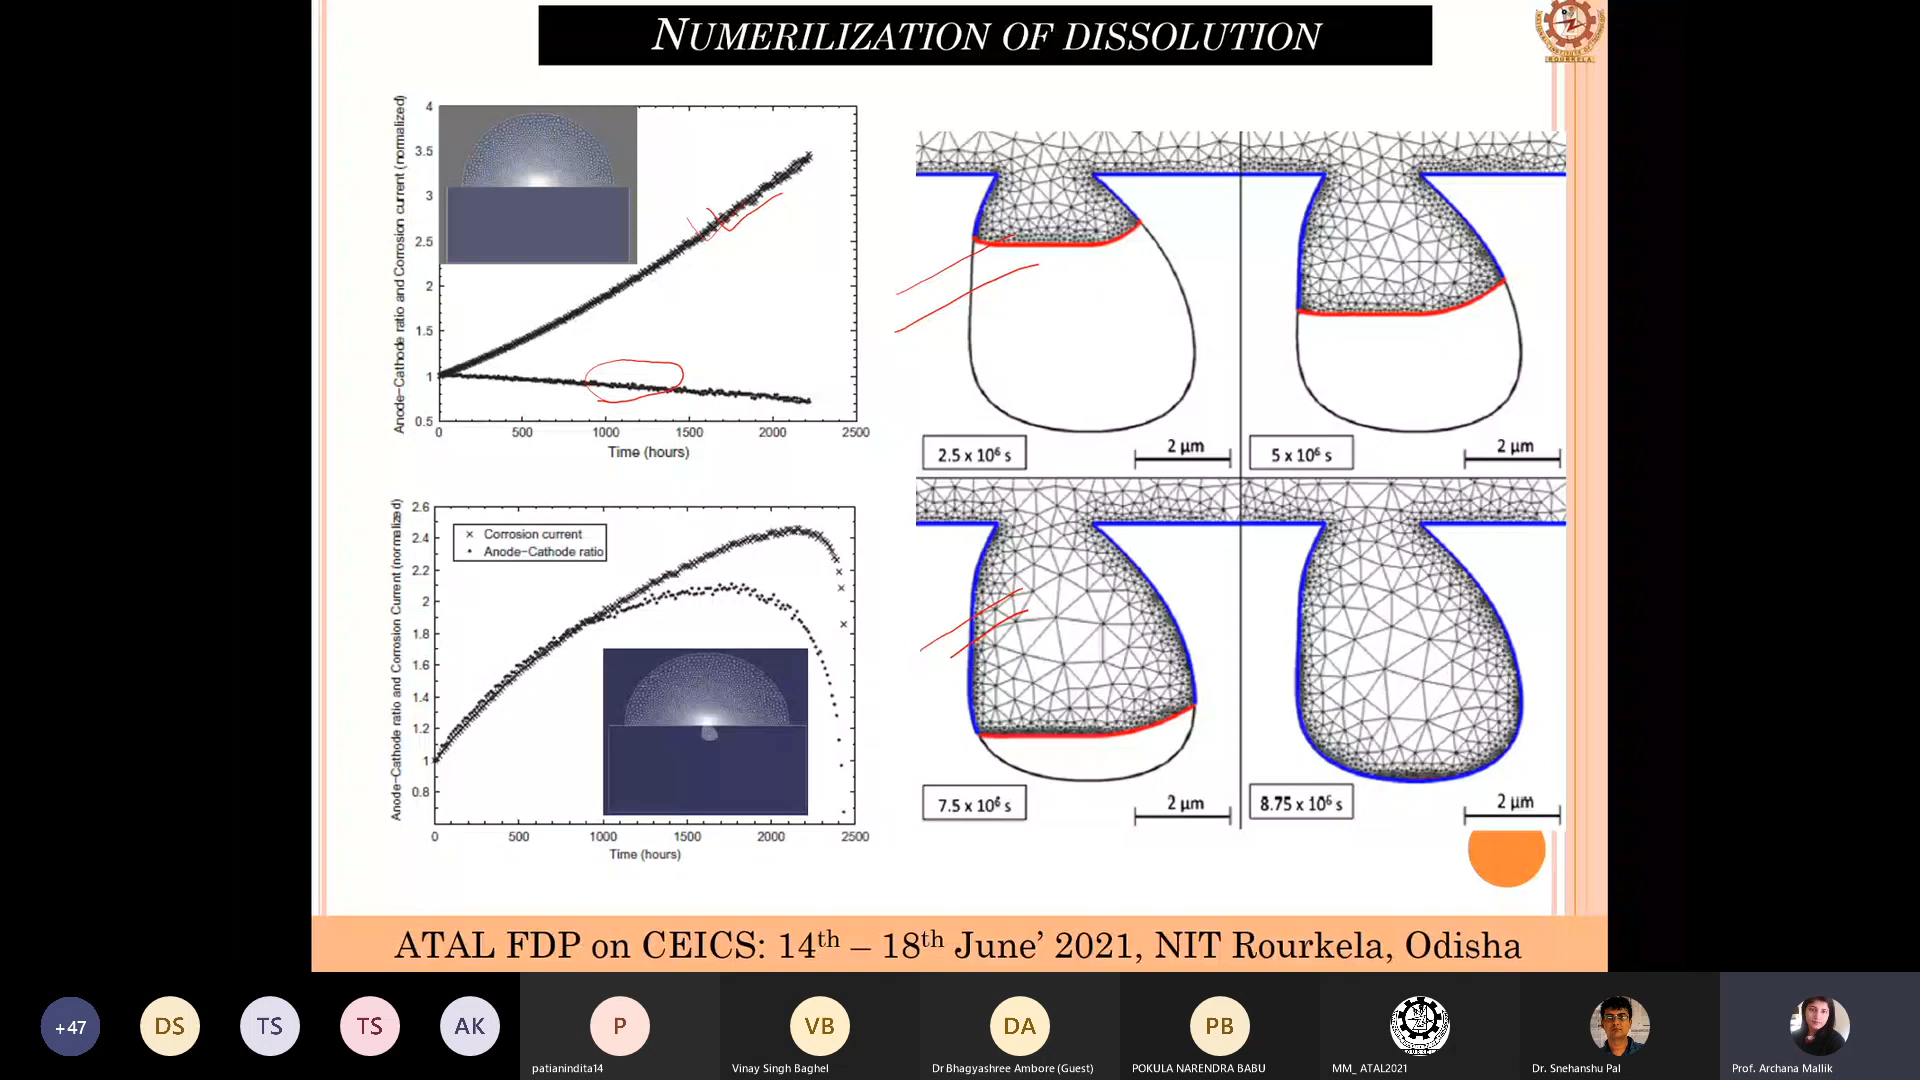 NUMERILIZATION OF DISSOLUTION
ROURKELA
Anode-Cathode ratio and Corrosion current (normalized)
4
3.5
3
2.5
2
1.5
1
0.5
0
500
1000
1500
2000
2500
Time (hours)
Anode-Cathode ratio and Corrosion Current (normalized)
2.6
2.4
2.2
2
1.8
1.6
1.4
1.2
1
0.8
× Corrosion current
• Anode-Cathode ratio
0
500
1000
1500
2000
2500
Time (hours)
2.5 x 10⁶ s
2 μm
5 x 10⁶ s
2 μm
7.5 x 10⁶ s
2 μm
8.75 x 10⁶ s
2 μm
ATAL FDP on CEICS: 14th – 18th June' 2021, NIT Rourkela, Odisha
+47
DS
TS
TS
AK
P
VB
DA
PB
patianindita14
Vinay Singh Baghel
Dr Bhagyashree Ambore (Guest)
POKULA NARENDRA BABU
MM_ ATAL2021
Dr. Snehanshu Pal
Prof. Archana Mallik